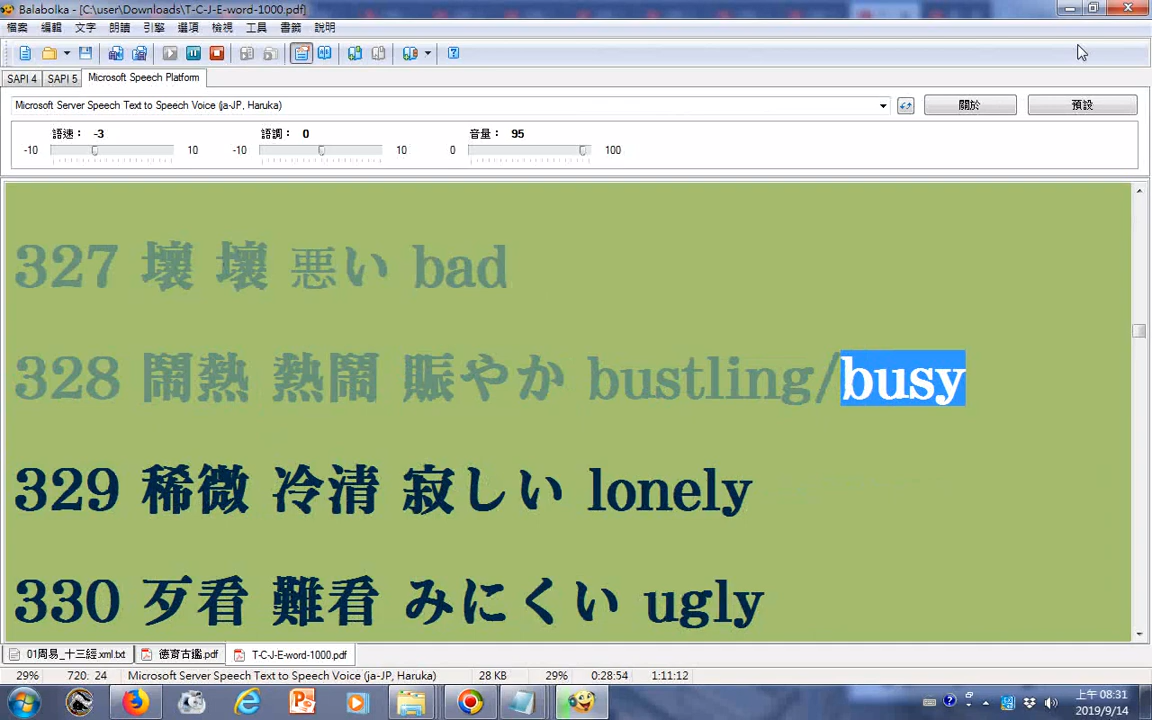 Balabolka - [C:\user\Downloads\T-C-J-E-word-1000.pdf]
檔案 編輯 文字 朗讀 引擎 選項 檢視 工具 書籤 說明
SAPI 4 SAPI 5 Microsoft Speech Platform
Microsoft Server Speech Text to Speech Voice (ja-JP, Haruka) 關於 預設
語速： -3 語調： 0 音量： 95
-10 10 -10 10 0 100
327 壞 壞 悪い bad
328 鬧熱 熱鬧 賑やか bustling/busy
329 稀微 冷清 寂しい lonely
330 歹看 難看 みにくい ugly
01周易_十三經.xml.txt 德育古鑑.pdf T-C-J-E-word-1000.pdf
29% 720: 24 Microsoft Server Speech Text to Speech Voice (ja-JP, Haruka) 28 KB 29% 0:28:54 1:11:12
上午 08:31
2019/9/14